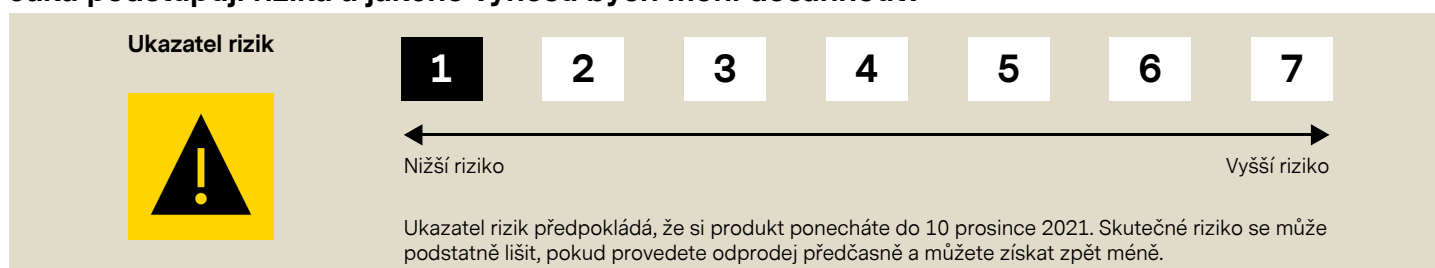 Ukazatel rizik
1 2 3 4 5 6 7
Nižší riziko Vyšší riziko
Ukazatel rizik předpokládá, že si produkt ponecháte do 10 prosince 2021. Skutečné riziko se může
podstatně lišit, pokud provedete odprodej předčasně a můžete získat zpět méně.